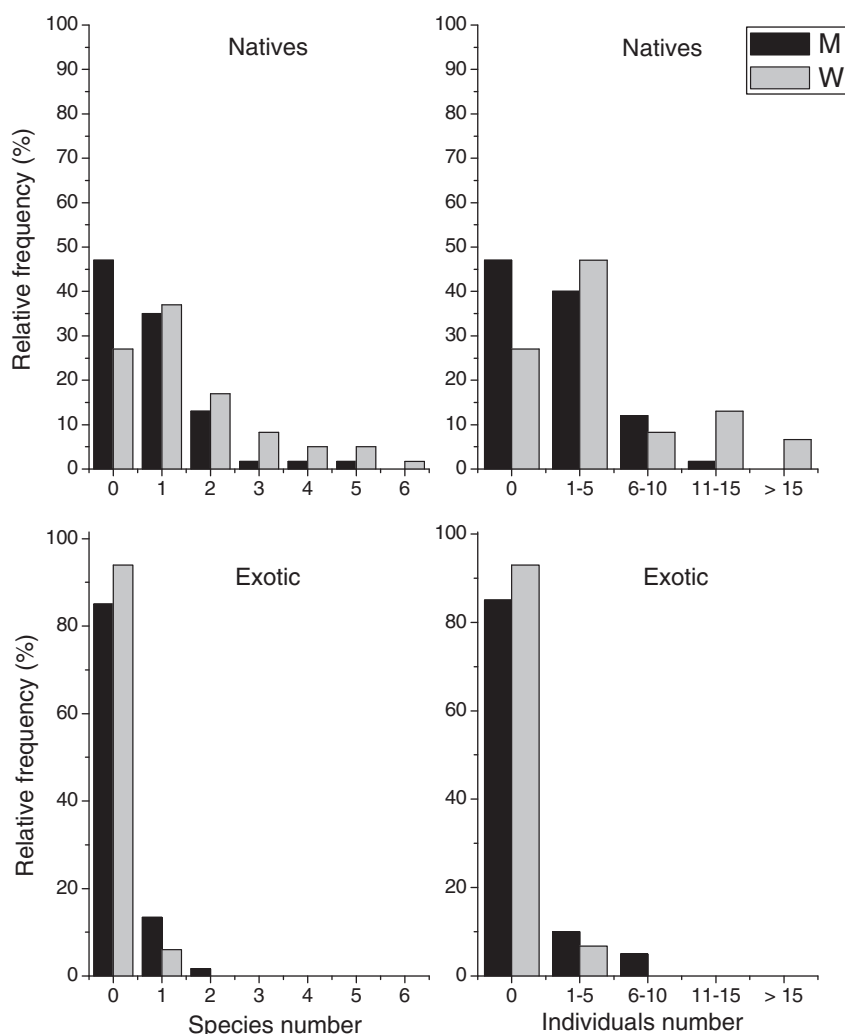 Natives
Relative frequency (%)
100
90
80
70
60
50
40
30
20
10
0
0 1 2 3 4 5 6
Natives
M
W
100
90
80
70
60
50
40
30
20
10
0
0 1-5 6-10 11-15 > 15
Exotic
Relative frequency (%)
100
80
60
40
20
0
0 1 2 3 4 5 6
Species number
Exotic
100
80
60
40
20
0
0 1-5 6-10 11-15 > 15
Individuals number